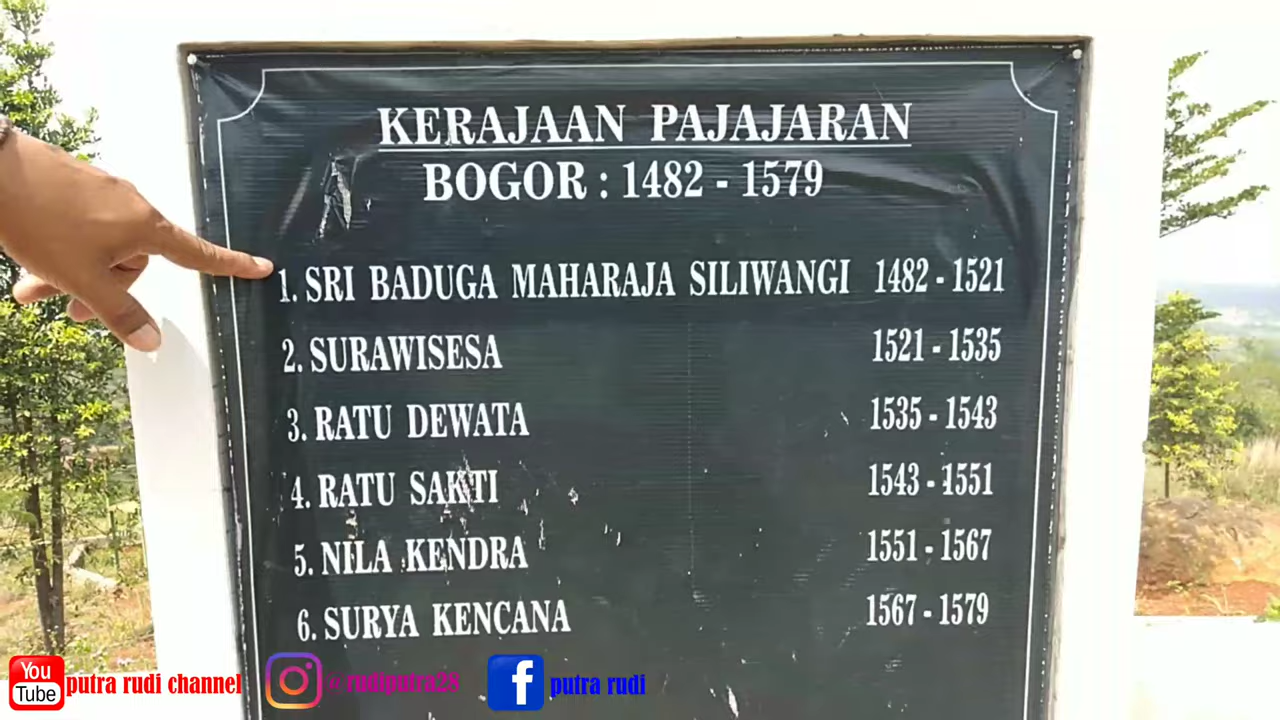 KERAJAAN PAJAJARAN
BOGOR : 1482 - 1579
1. SRI BADUGA MAHARAJA SILIWANGI 1482 - 1521
2. SURAWISESA 1521 - 1535
3. RATU DEWATA 1535 - 1543
4. RATU SAKTI 1543 - 1551
5. NILA KENDRA 1551 - 1567
6. SURYA KENCANA 1567 - 1579
You Tube putra rudi channel @rudiputra28 f putra rudi